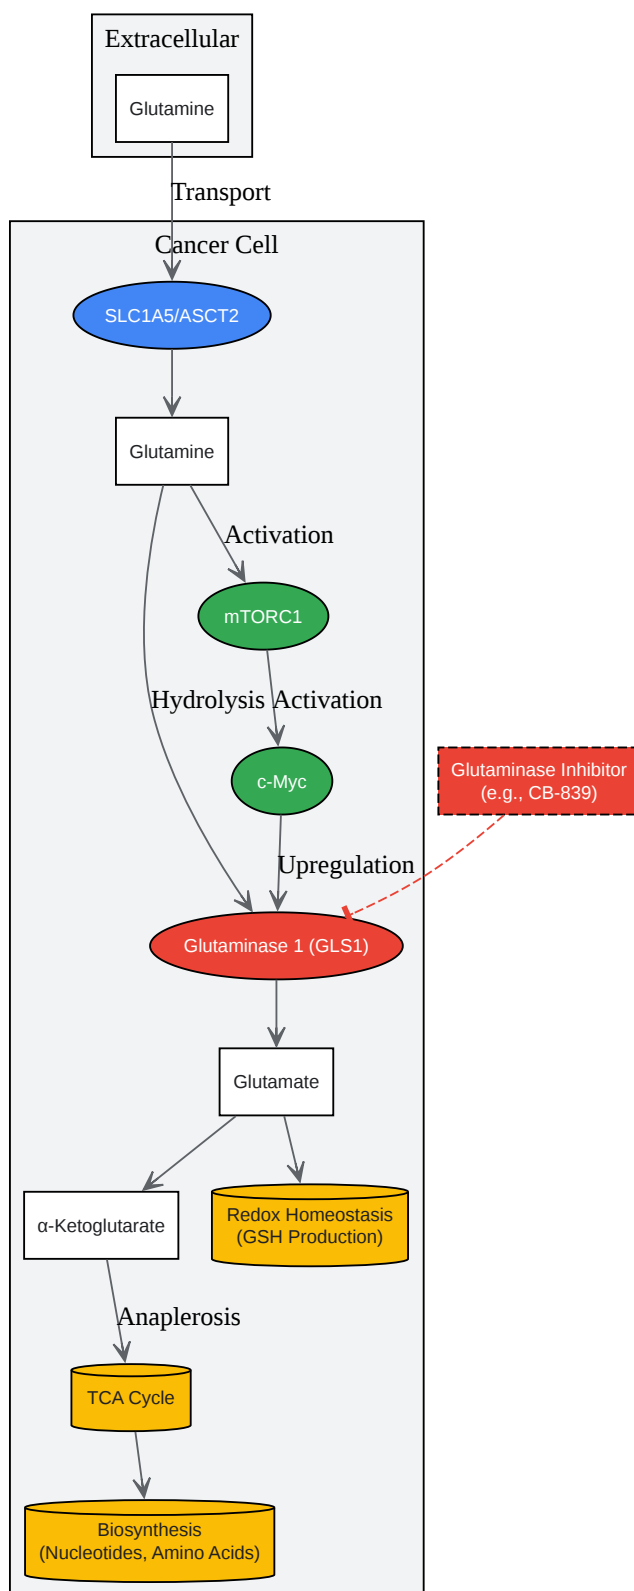 Extracellular
Glutamine
Transport
Cancer Cell
SLC1A5/ASCT2
Glutamine
Activation
mTORC1
Hydrolysis
Activation
c-Myc
Glutaminase Inhibitor
(e.g., CB-839)
Upregulation
Glutaminase 1 (GLS1)
Glutamate
α-Ketoglutarate
Redox Homeostasis
(GSH Production)
Anaplerosis
TCA Cycle
Biosynthesis
(Nucleotides, Amino Acids)